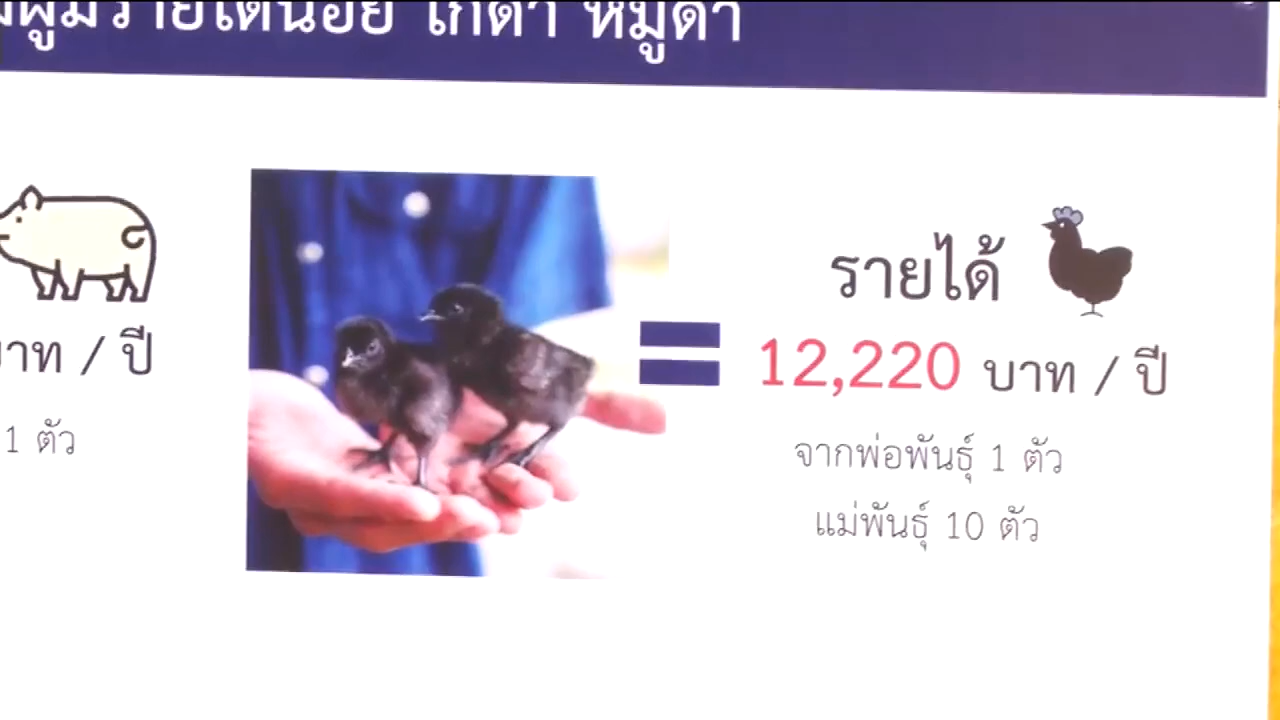 ผู้มีรายได้น้อย ไก่ดำ หมูดำ
บาท / ปี
1 ตัว
=
รายได้
12,220 บาท / ปี
จากพ่อพันธุ์ 1 ตัว
แม่พันธุ์ 10 ตัว